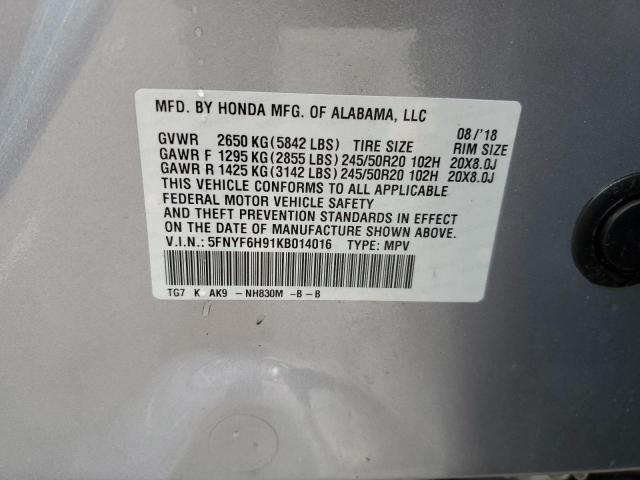 MFD. BY HONDA MFG. OF ALABAMA, LLC 08/'18
GVWR 2650 KG (5842 LBS) TIRE SIZE RIM SIZE
GAWR F 1295 KG (2855 LBS) 245/50R20 102H 20X8.0J
GAWR R 1425 KG (3142 LBS) 245/50R20 102H 20X8.0J
THIS VEHICLE CONFORMS TO ALL APPLICABLE
FEDERAL MOTOR VEHICLE SAFETY
AND THEFT PREVENTION STANDARDS IN EFFECT
ON THE DATE OF MANUFACTURE SHOWN ABOVE.
V.I.N.: 5FNYF6H91KB014016 TYPE: MPV
TG7 K AK9 -NH830M -B-B